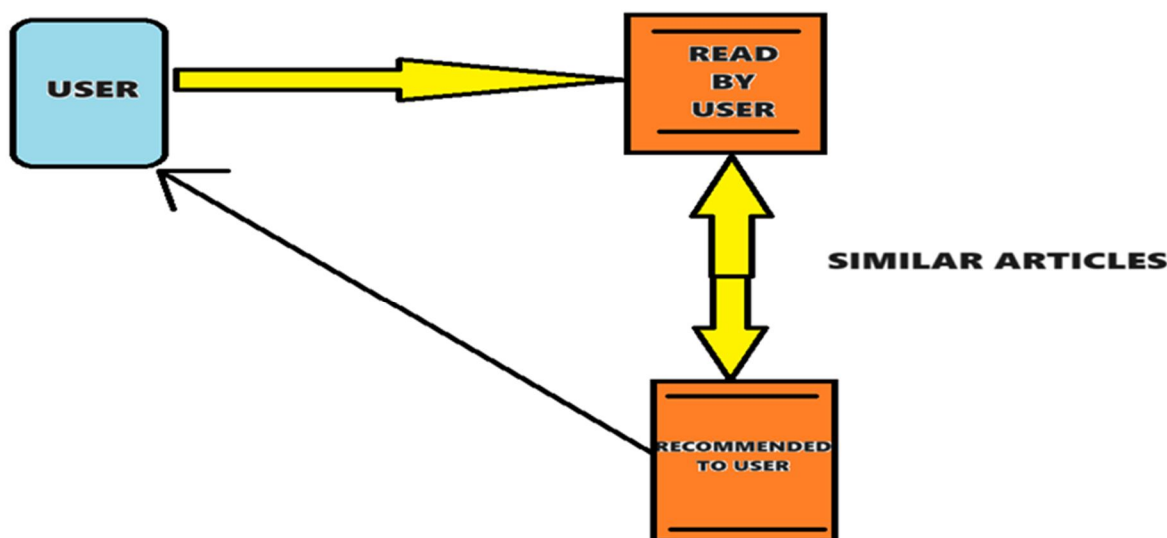 USER
READ
BY
USER
SIMILAR ARTICLES
RECOMMENDED
TO USER